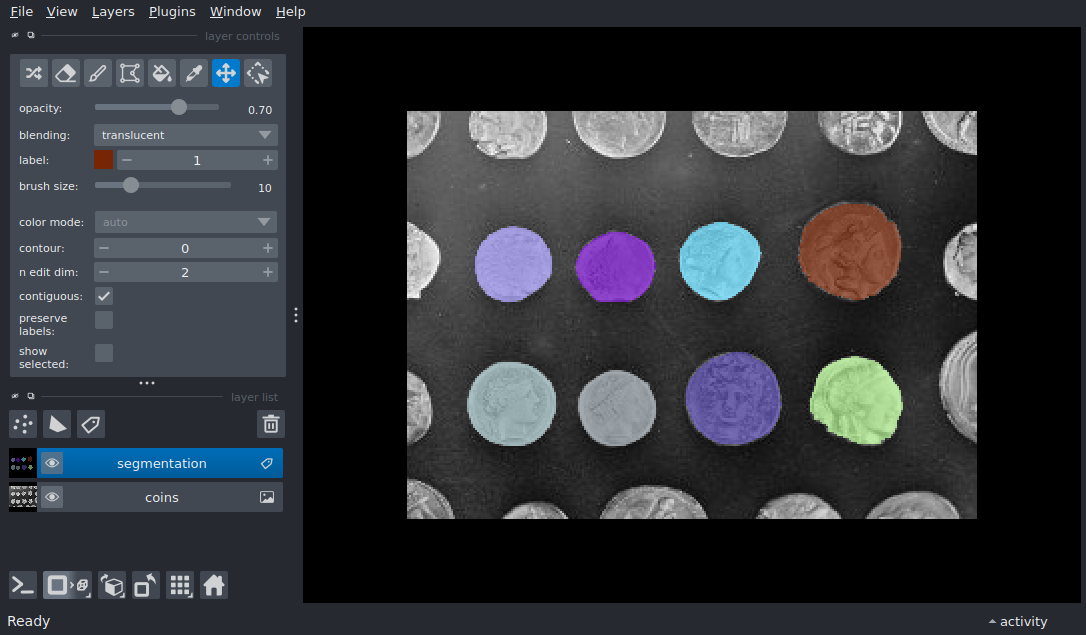 File View Layers Plugins Window Help
layer controls
opacity: 0.70
blending: translucent
label: 1
brush size: 10
color mode: auto
contour: 0
n edit dim: 2
contiguous:
preserve
labels:
show
selected:
layer list
segmentation
coins
Ready
activity